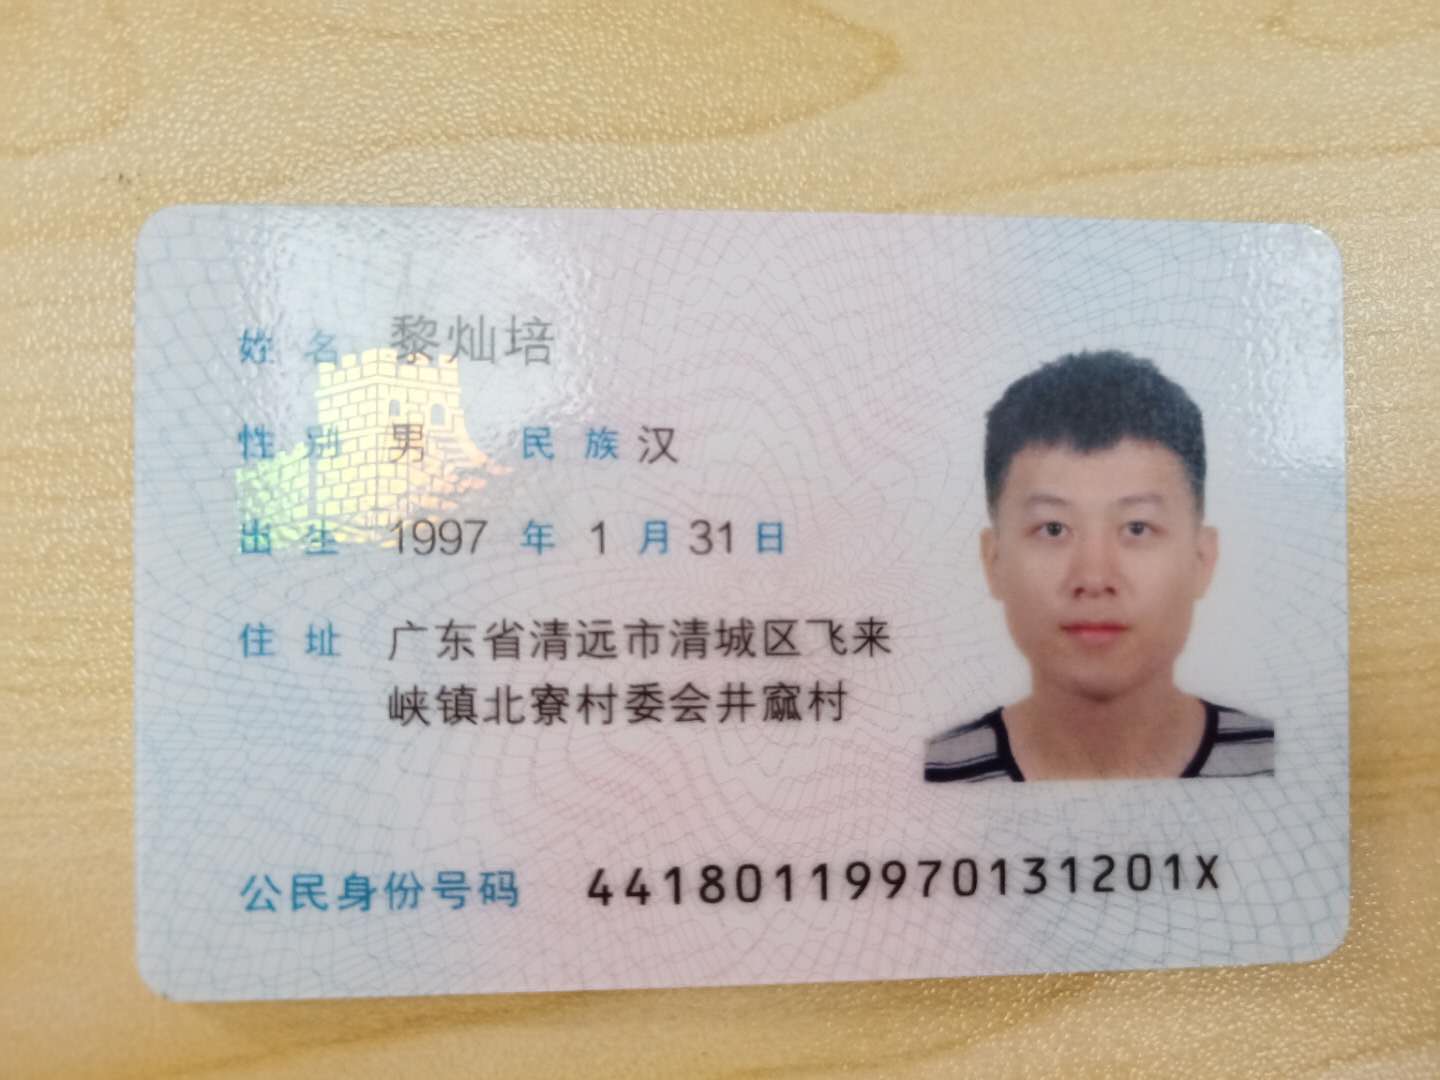 姓名 黎灿培
性别 男 民族 汉
出生 1997 年 1 月 31 日
住址 广东省清远市清城区飞来
峡镇北寮村委会井窊村
公民身份号码 44180119970131201X